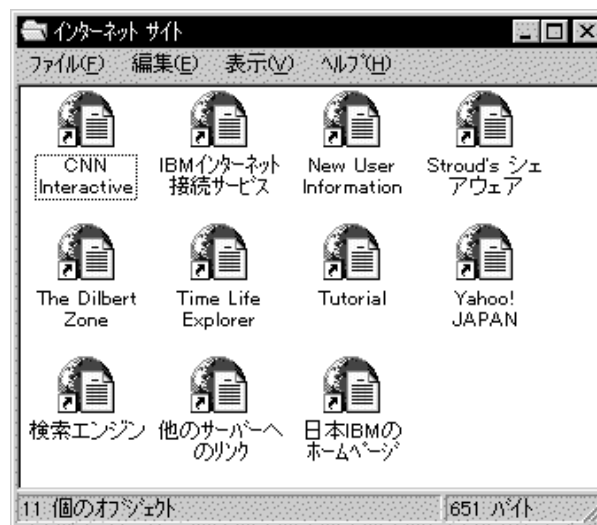 インターネット サイト
ファイル(F) 編集(E) 表示(V) ヘルプ(H)
CNN
Interactive
IBMインターネット
接続サービス
New User
Information
Stroud's シェ
アウェア
The Dilbert
Zone
Time Life
Explorer
Tutorial
Yahoo!
JAPAN
検索エンジン
他のサーバーへ
のリンク
日本IBMの
ホームページ
11 個のオブジェクト
651 バイト